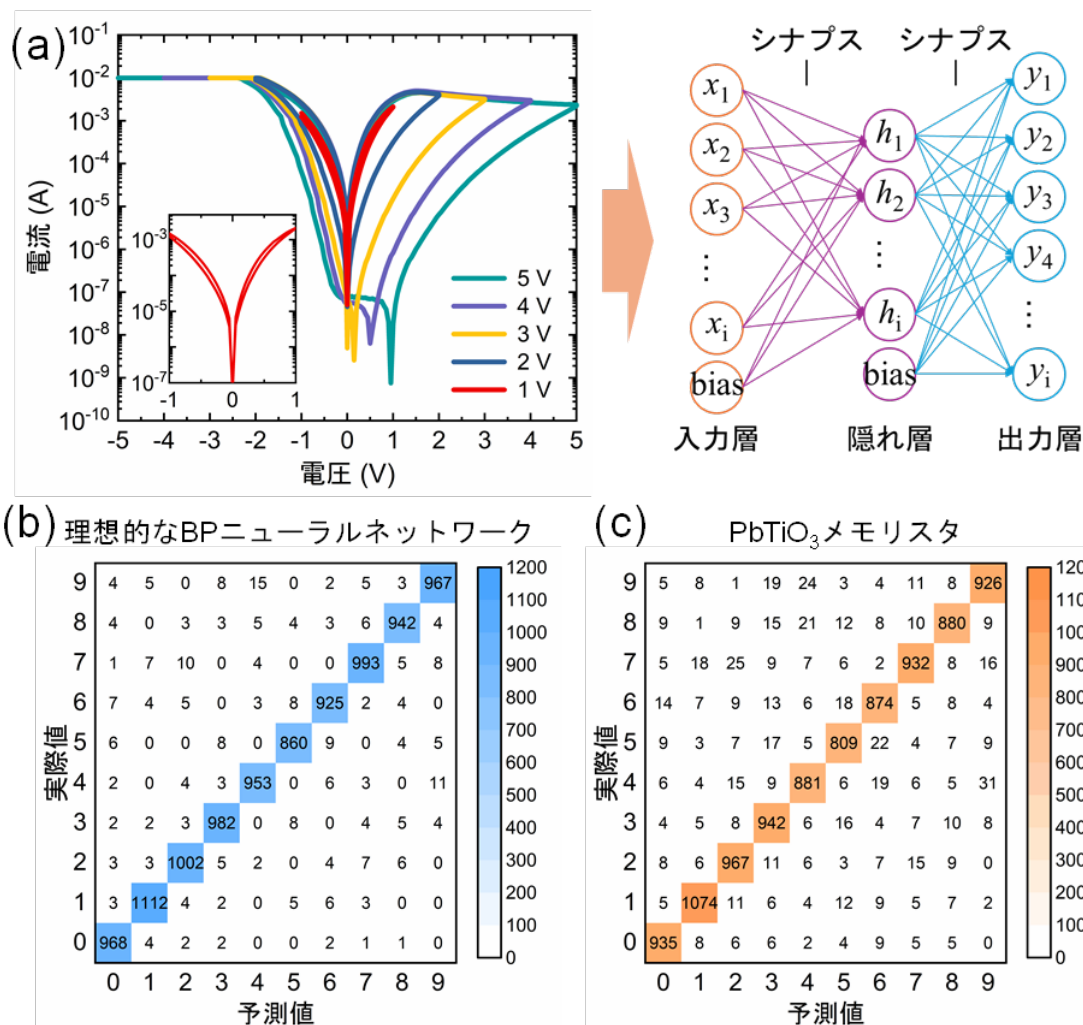 (a)
10⁻¹
10⁻²
10⁻³
10⁻⁴
10⁻⁵
10⁻⁶
10⁻⁷
10⁻⁸
10⁻⁹
10⁻¹⁰
電流 (A)
-5 -4 -3 -2 -1 0 1 2 3 4 5
電圧 (V)
5 V
4 V
3 V
2 V
1 V
10⁻³
10⁻⁵
10⁻⁷
-1 0 1
シナプス シナプス
x₁
x₂
x₃
⋮
xᵢ
bias
入力層
h₁
h₂
⋮
hᵢ
bias
隠れ層
y₁
y₂
y₃
y₄
⋮
yᵢ
出力層
(b) 理想的なBPニューラルネットワーク
実際値
9 4 5 0 8 15 0 2 5 3 967
8 4 0 3 3 5 4 3 6 942 4
7 1 7 10 0 4 0 0 993 5 8
6 7 4 5 0 3 8 925 2 4 0
5 6 0 0 8 0 860 9 0 4 5
4 2 0 4 3 953 0 6 3 0 11
3 2 2 3 982 0 8 0 4 5 4
2 3 3 1002 5 2 0 4 7 6 0
1 3 1112 4 2 0 5 6 3 0 0
0 968 4 2 2 0 0 2 1 1 0
0 1 2 3 4 5 6 7 8 9
予測値
1200
1100
1000
900
800
700
600
500
400
300
200
100
0
(c) PbTiO₃メモリスタ
実際値
9 5 8 1 19 24 3 4 11 8 926
8 9 1 9 15 21 12 8 10 880 9
7 5 18 25 9 7 6 2 932 8 16
6 14 7 9 13 6 18 874 5 8 4
5 9 3 7 17 5 809 22 4 7 9
4 6 4 15 9 881 6 19 6 5 31
3 4 5 8 942 6 16 4 7 10 8
2 8 6 967 11 6 3 7 15 9 0
1 5 1074 11 6 4 12 9 5 7 2
0 935 8 6 6 2 4 9 5 5 0
0 1 2 3 4 5 6 7 8 9
予測値
120
110
100
900
800
700
600
500
400
300
200
100
0